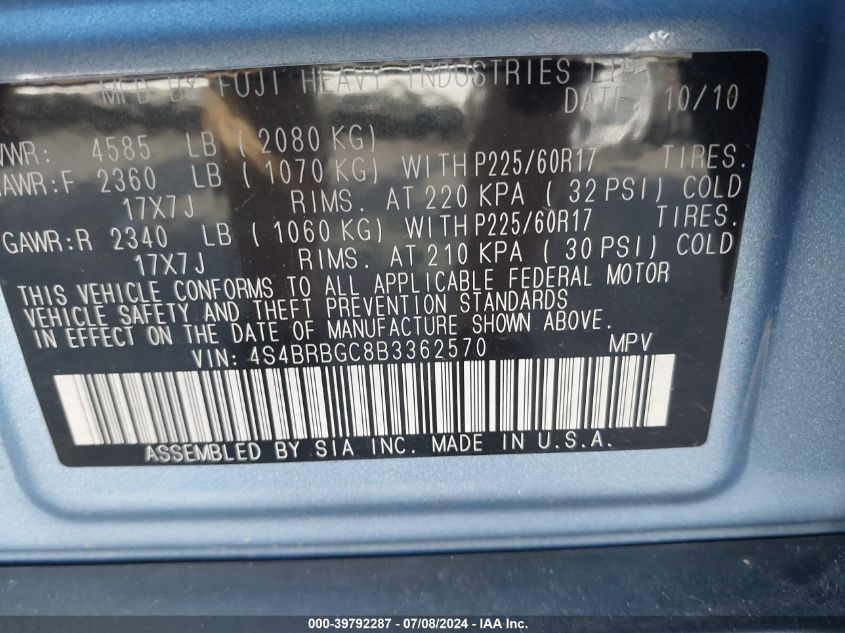 MFD BY FUJI HEAVY INDUSTRIES LTD.
DATE 10/10
VWR: 4585 LB ( 2080 KG)
GAWR:F 2360 LB ( 1070 KG) WITH P225/60R17 TIRES.
17X7J RIMS. AT 220 KPA ( 32 PSI) COLD
GAWR:R 2340 LB ( 1060 KG) WITH P225/60R17 TIRES.
17X7J RIMS. AT 210 KPA ( 30 PSI) COLD
THIS VEHICLE CONFORMS TO ALL APPLICABLE FEDERAL MOTOR
VEHICLE SAFETY AND THEFT PREVENTION STANDARDS
IN EFFECT ON THE DATE OF MANUFACTURE SHOWN ABOVE.
VIN: 4S4BRBGC8B3362570 MPV
ASSEMBLED BY SIA INC. MADE IN U.S.A.
000-39792287 - 07/08/2024 - IAA Inc.